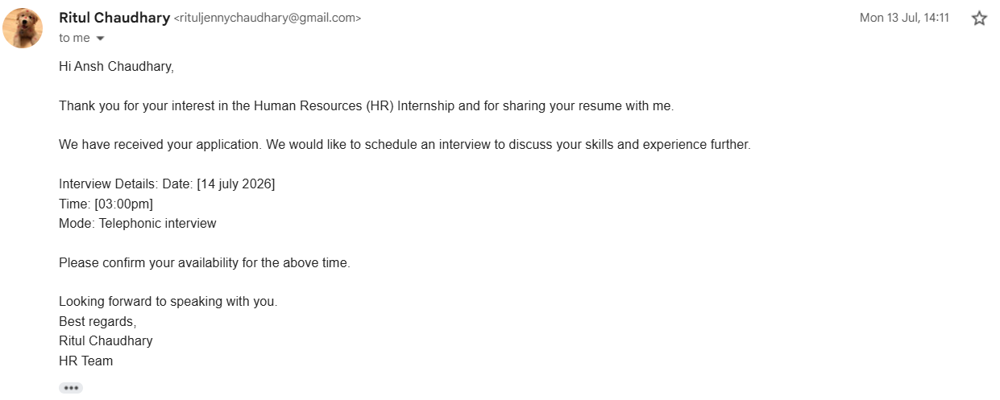 Ritul Chaudhary <rituljennychaudhary@gmail.com>
Mon 13 Jul, 14:11
to me
Hi Ansh Chaudhary,
Thank you for your interest in the Human Resources (HR) Internship and for sharing your resume with me.
We have received your application. We would like to schedule an interview to discuss your skills and experience further.
Interview Details: Date: [14 july 2026]
Time: [03:00pm]
Mode: Telephonic interview
Please confirm your availability for the above time.
Looking forward to speaking with you.
Best regards,
Ritul Chaudhary
HR Team